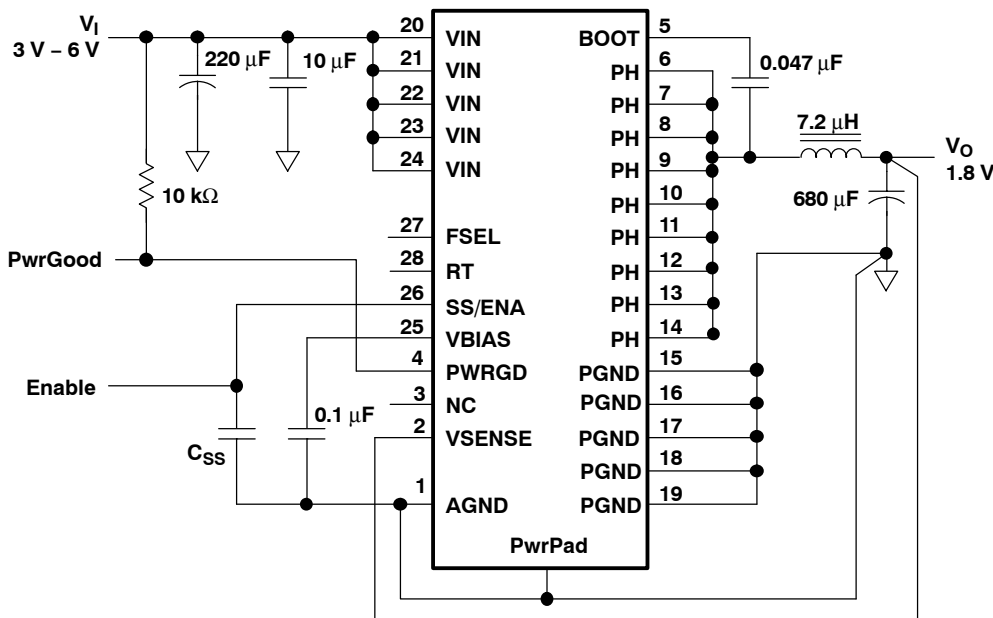 V_I
3 V – 6 V
220 μF
10 μF
10 kΩ
PwrGood
Enable
C_SS
0.1 μF
20
21
22
23
24
27
28
26
25
4
3
2
1
VIN
VIN
VIN
VIN
VIN
FSEL
RT
SS/ENA
VBIAS
PWRGD
NC
VSENSE
AGND
PwrPad
BOOT
PH
PH
PH
PH
PH
PH
PH
PH
PH
PGND
PGND
PGND
PGND
PGND
5
6
7
8
9
10
11
12
13
14
15
16
17
18
19
0.047 μF
7.2 μH
V_O
1.8 V
680 μF